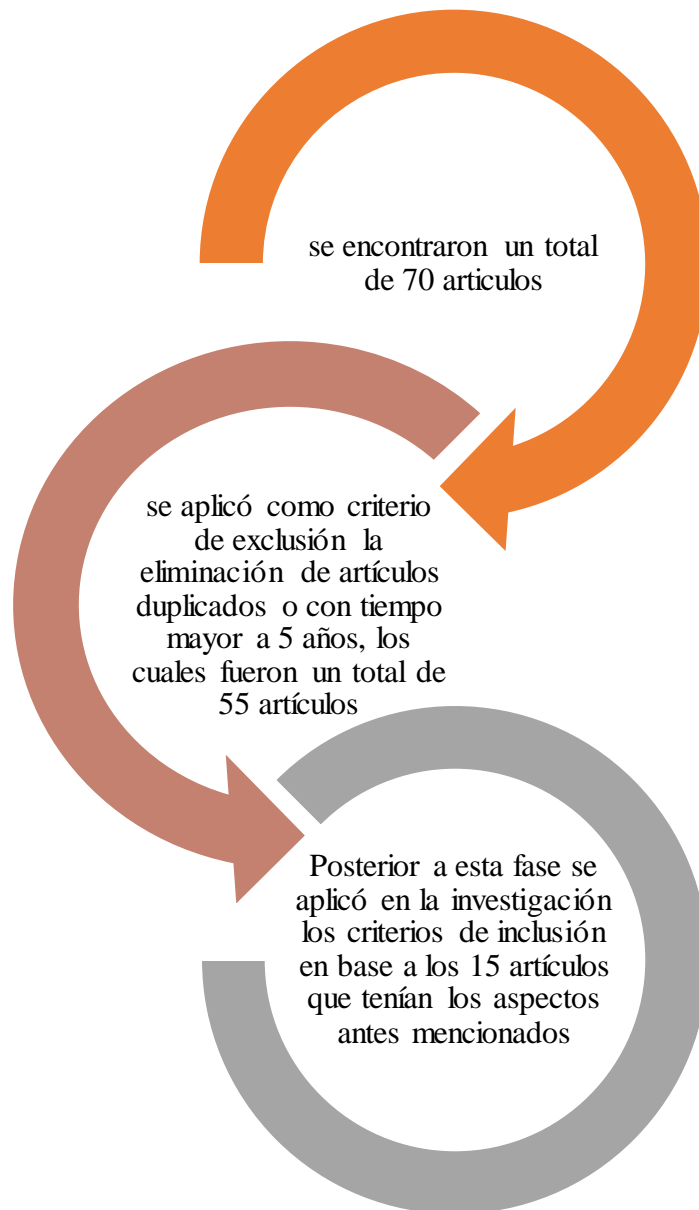 se encontraron un total
de 70 articulos
se aplicó como criterio
de exclusión la
eliminación de artículos
duplicados o con tiempo
mayor a 5 años, los
cuales fueron un total de
55 artículos
Posterior a esta fase se
aplicó en la investigación
los criterios de inclusión
en base a los 15 artículos
que tenían los aspectos
antes mencionados